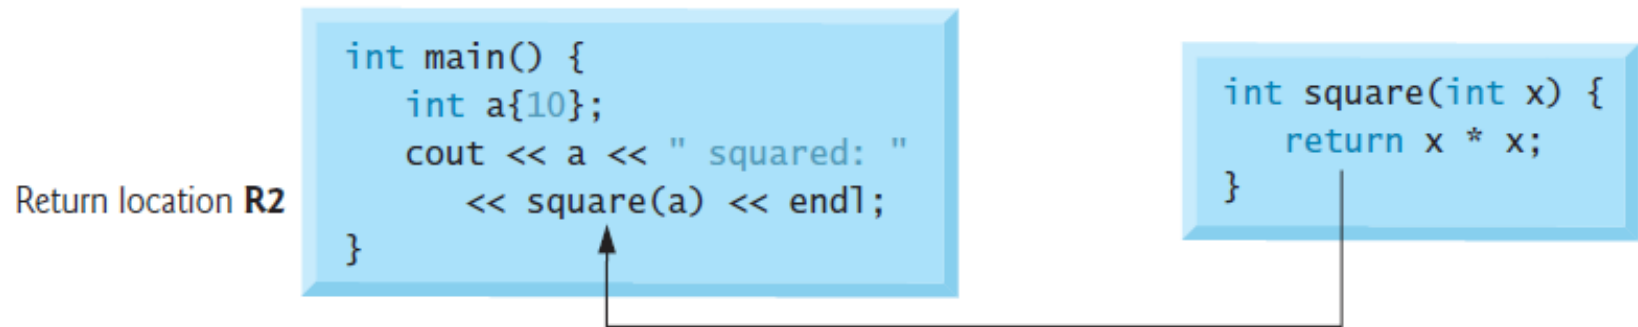 int main() {
int a{10};
cout << a << " squared: "
Return location R2
<< square(a) << endl;
}
int square(int x) {
return x * x;
}